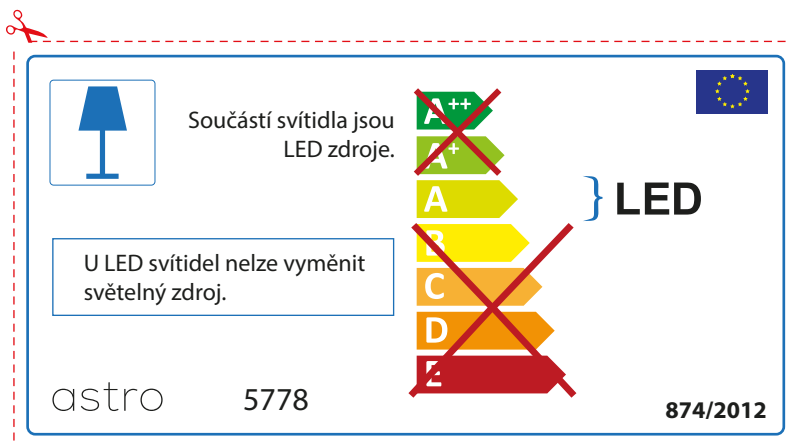 Součástí svítidla jsou
LED zdroje.
A++
A+
A
B
C
D
E
LED
U LED svítidel nelze vyměnit
světelný zdroj.
astro
5778
874/2012